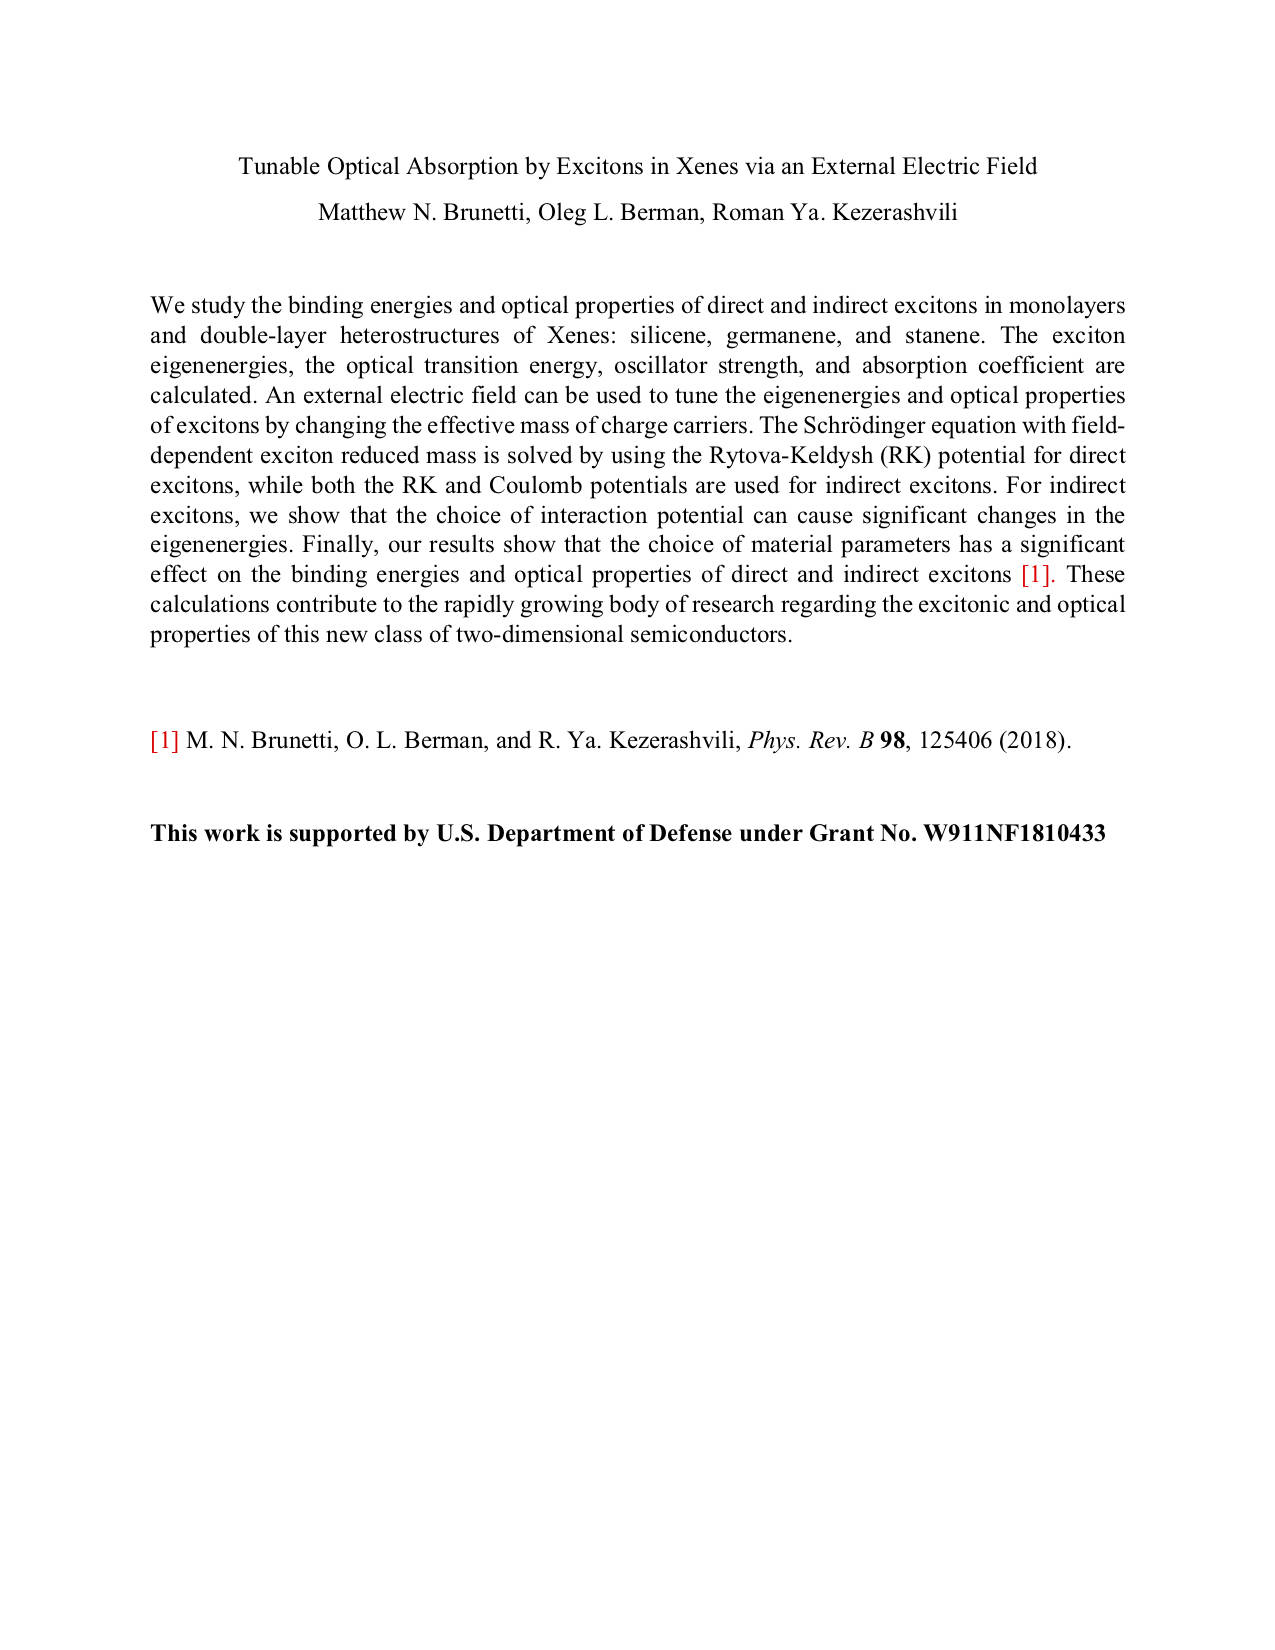 Tunable Optical Absorption by Excitons in Xenes via an External Electric Field
Matthew N. Brunetti, Oleg L. Berman, Roman Ya. Kezerashvili
We study the binding energies and optical properties of direct and indirect excitons in monolayers
and double-layer heterostructures of Xenes: silicene, germanene, and stanene. The exciton
eigenenergies, the optical transition energy, oscillator strength, and absorption coefficient are
calculated. An external electric field can be used to tune the eigenenergies and optical properties
of excitons by changing the effective mass of charge carriers. The Schrödinger equation with field-
dependent exciton reduced mass is solved by using the Rytova-Keldysh (RK) potential for direct
excitons, while both the RK and Coulomb potentials are used for indirect excitons. For indirect
excitons, we show that the choice of interaction potential can cause significant changes in the
eigenenergies. Finally, our results show that the choice of material parameters has a significant
effect on the binding energies and optical properties of direct and indirect excitons [1]. These
calculations contribute to the rapidly growing body of research regarding the excitonic and optical
properties of this new class of two-dimensional semiconductors.
[1] M. N. Brunetti, O. L. Berman, and R. Ya. Kezerashvili, Phys. Rev. B 98, 125406 (2018).
This work is supported by U.S. Department of Defense under Grant No. W911NF1810433